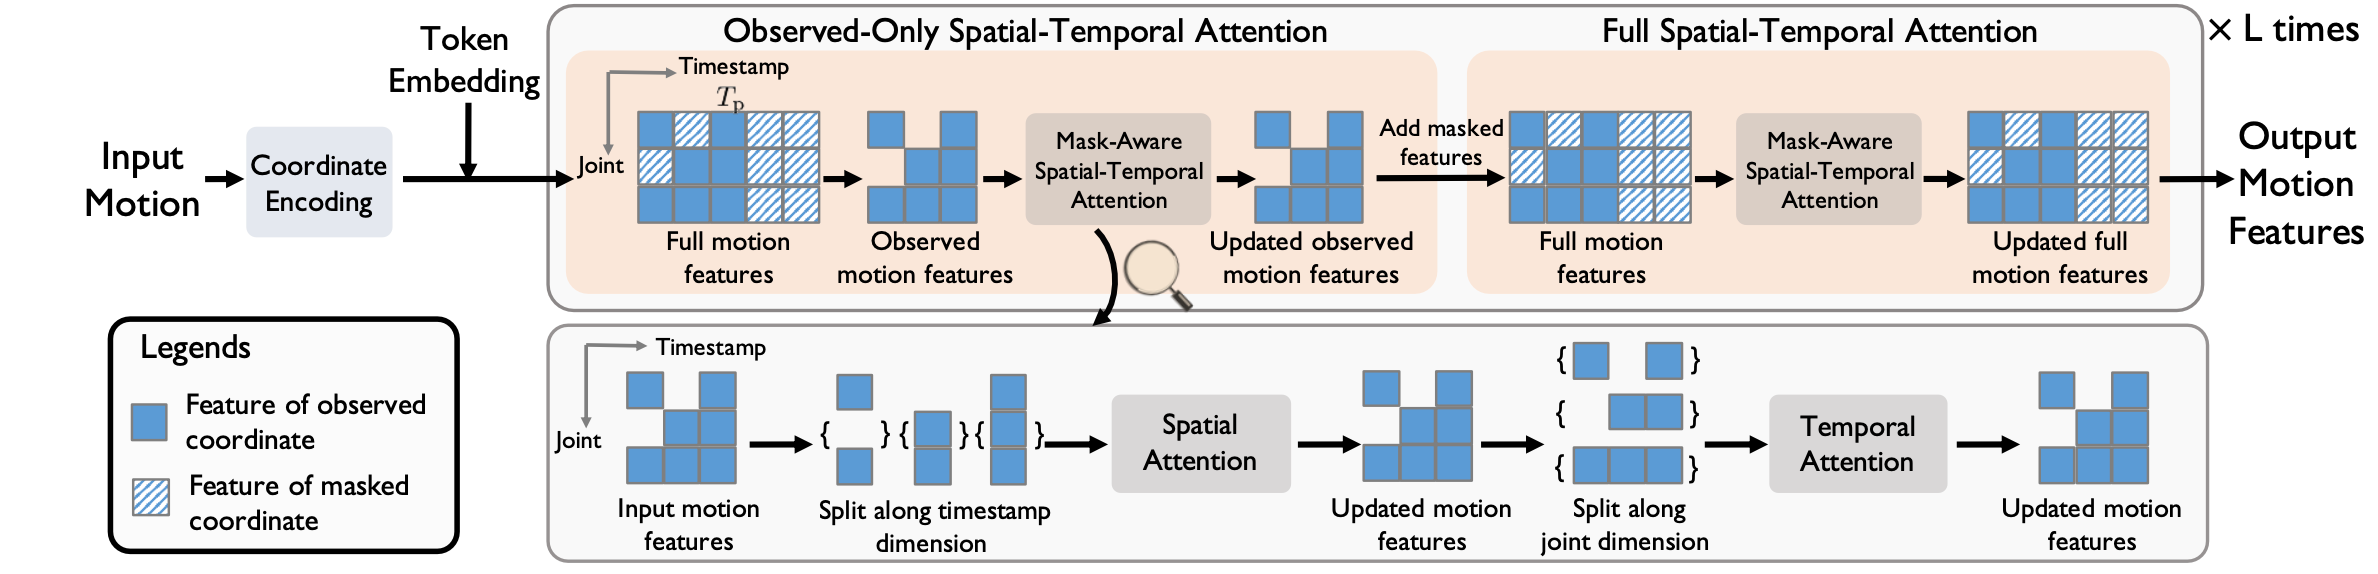 Observed-Only Spatial-Temporal Attention
Full Spatial-Temporal Attention
× L times
Token
Embedding
Input
Motion
Coordinate
Encoding
Timestamp
Tp
Joint
Full motion
features
Observed
motion features
Mask-Aware
Spatial-Temporal
Attention
Updated observed
motion features
Add masked
features
Full motion
features
Mask-Aware
Spatial-Temporal
Attention
Updated full
motion features
Output
Motion
Features
Legends
Feature of observed
coordinate
Feature of masked
coordinate
Timestamp
Joint
Input motion
features
{ } { } { }
Split along timestamp
dimension
Spatial
Attention
Updated motion
features
{ }
{ }
{ }
Split along
joint dimension
Temporal
Attention
Updated motion
features